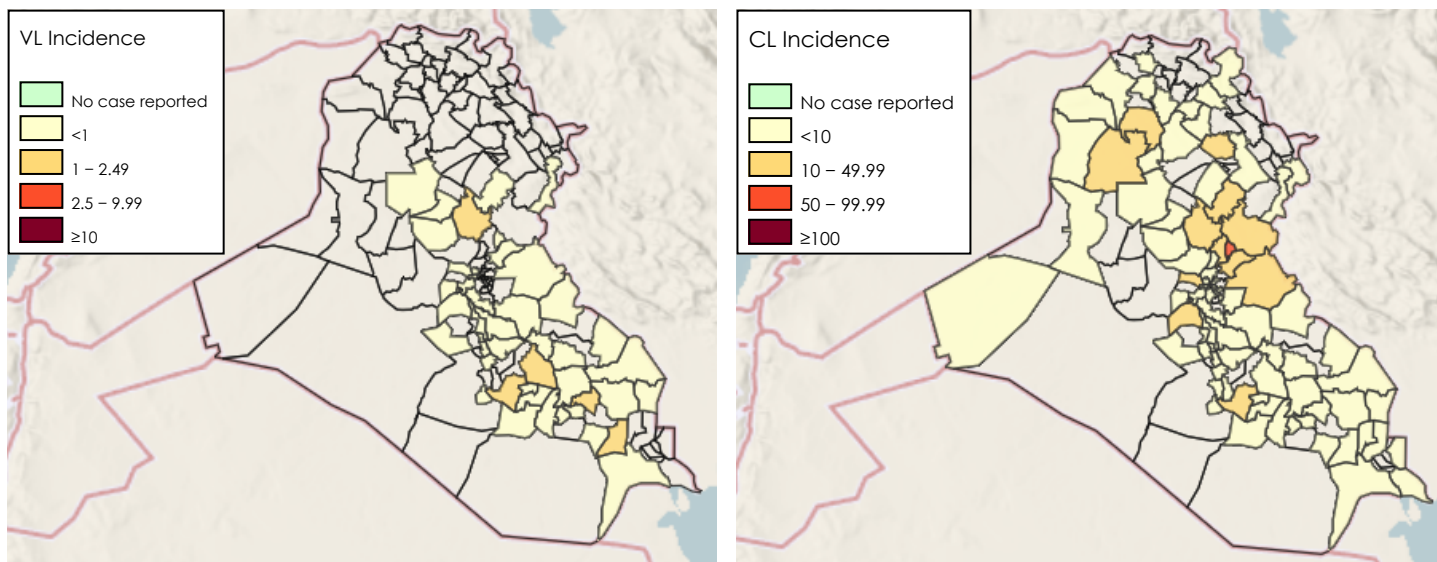 VL Incidence
No case reported
<1
1 – 2.49
2.5 – 9.99
≥10
CL Incidence
No case reported
<10
10 – 49.99
50 – 99.99
≥100